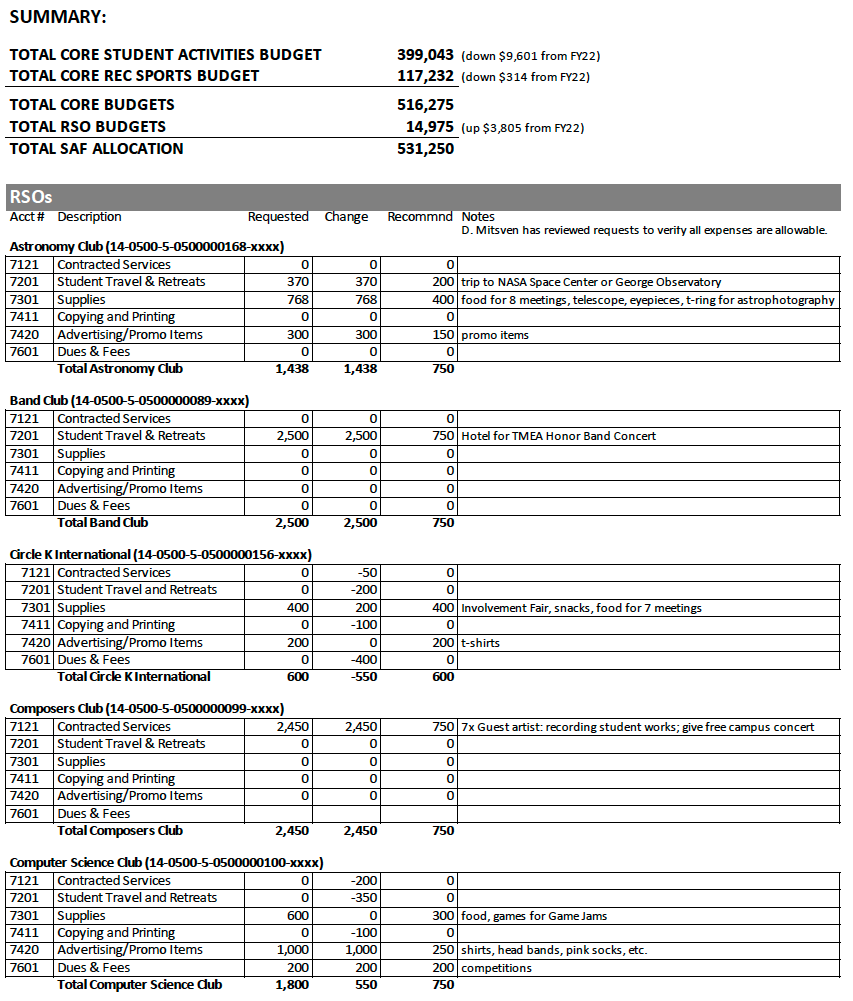 SUMMARY:
TOTAL CORE STUDENT ACTIVITIES BUDGET 399,043 (down $9,601 from FY22)
TOTAL CORE REC SPORTS BUDGET 117,232 (down $314 from FY22)
TOTAL CORE BUDGETS 516,275
TOTAL RSO BUDGETS 14,975 (up $3,805 from FY22)
TOTAL SAF ALLOCATION 531,250
RSOs
Acct # Description Requested Change Recommnd Notes
D. Mitsven has reviewed requests to verify all expenses are allowable.
Astronomy Club (14-0500-5-0500000168-xxxx)
7121 Contracted Services 0 0 0
7201 Student Travel & Retreats 370 370 200 trip to NASA Space Center or George Observatory
7301 Supplies 768 768 400 food for 8 meetings, telescope, eyepieces, t-ring for astrophotography
7411 Copying and Printing 0 0 0
7420 Advertising/Promo Items 300 300 150 promo items
7601 Dues & Fees 0 0 0
Total Astronomy Club 1,438 1,438 750
Band Club (14-0500-5-0500000089-xxxx)
7121 Contracted Services 0 0 0
7201 Student Travel & Retreats 2,500 2,500 750 Hotel for TMEA Honor Band Concert
7301 Supplies 0 0 0
7411 Copying and Printing 0 0 0
7420 Advertising/Promo Items 0 0 0
7601 Dues & Fees 0 0 0
Total Band Club 2,500 2,500 750
Circle K International (14-0500-5-0500000156-xxxx)
7121 Contracted Services 0 -50 0
7201 Student Travel and Retreats 0 -200 0
7301 Supplies 400 200 400 Involvement Fair, snacks, food for 7 meetings
7411 Copying and Printing 0 -100 0
7420 Advertising/Promo Items 200 0 200 t-shirts
7601 Dues & Fees 0 -400 0
Total Circle K International 600 -550 600
Composers Club (14-0500-5-0500000099-xxxx)
7121 Contracted Services 2,450 2,450 750 7x Guest artist: recording student works; give free campus concert
7201 Student Travel & Retreats 0 0 0
7301 Supplies 0 0 0
7411 Copying and Printing 0 0 0
7420 Advertising/Promo Items 0 0 0
7601 Dues & Fees
Total Composers Club 2,450 2,450 750
Computer Science Club (14-0500-5-0500000100-xxxx)
7121 Contracted Services 0 -200 0
7201 Student Travel and Retreats 0 -350 0
7301 Supplies 600 0 300 food, games for Game Jams
7411 Copying and Printing 0 -100 0
7420 Advertising/Promo Items 1,000 1,000 250 shirts, head bands, pink socks, etc.
7601 Dues & Fees 200 200 200 competitions
Total Computer Science Club 1,800 550 750